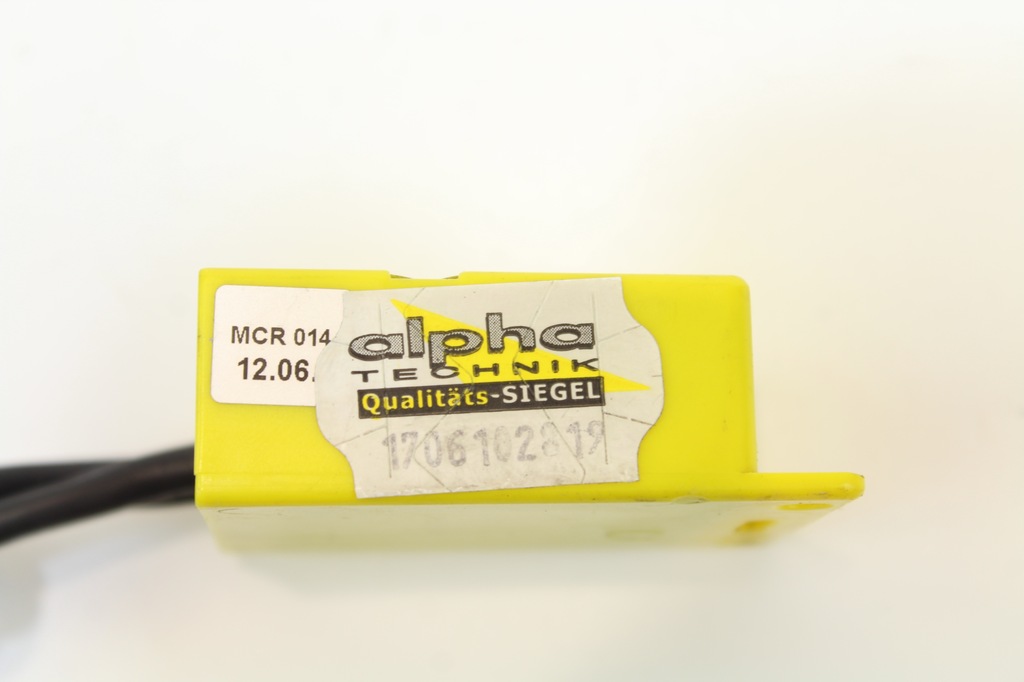 MCR 014
12.06.
alpha
TECHNIK
Qualitäts-SIEGEL
1706102819